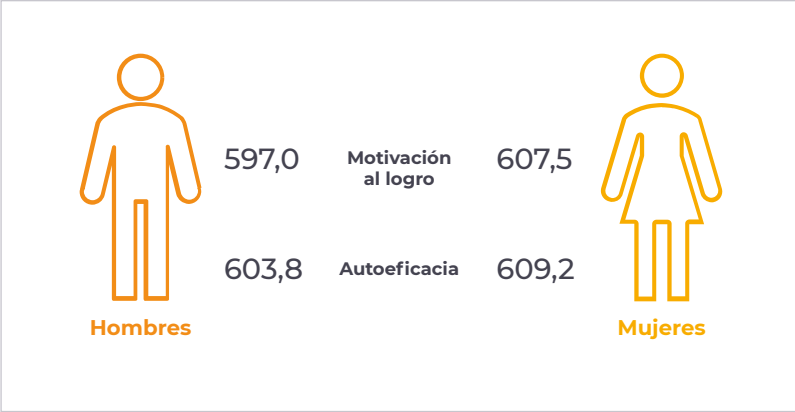 597,0
Motivación
al logro
607,5
603,8
Autoeficacia
609,2
Hombres
Mujeres